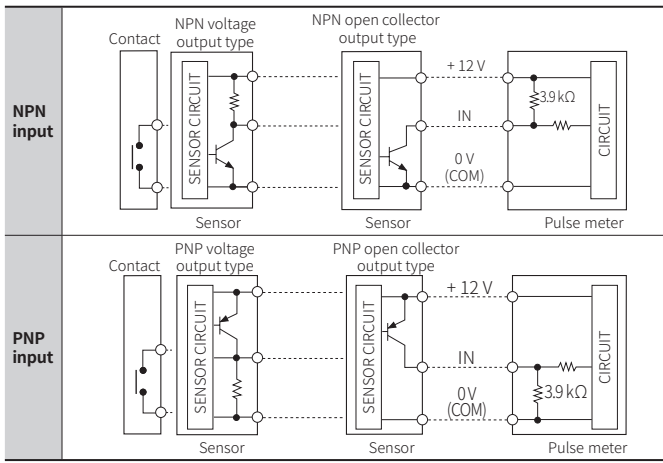 NPN input
Contact
NPN voltage
output type
NPN open collector
output type
SENSOR CIRCUIT
SENSOR CIRCUIT
+ 12 V
IN
0 V
(COM)
3.9 kΩ
CIRCUIT
Sensor
Sensor
Pulse meter
PNP input
Contact
PNP voltage
output type
PNP open collector
output type
SENSOR CIRCUIT
SENSOR CIRCUIT
+ 12 V
IN
0 V
(COM)
3.9 kΩ
CIRCUIT
Sensor
Sensor
Pulse meter